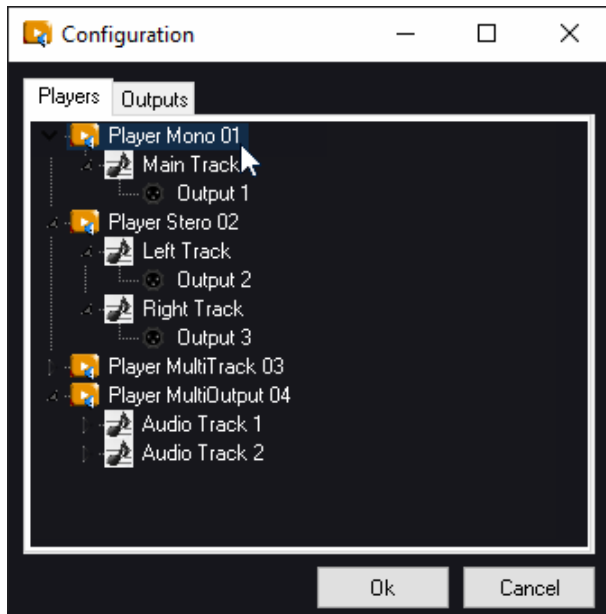 Configuration
Players Outputs
Player Mono 01
Main Track
Output 1
Player Stero 02
Left Track
Output 2
Right Track
Output 3
Player MultiTrack 03
Player MultiOutput 04
Audio Track 1
Audio Track 2
Ok Cancel